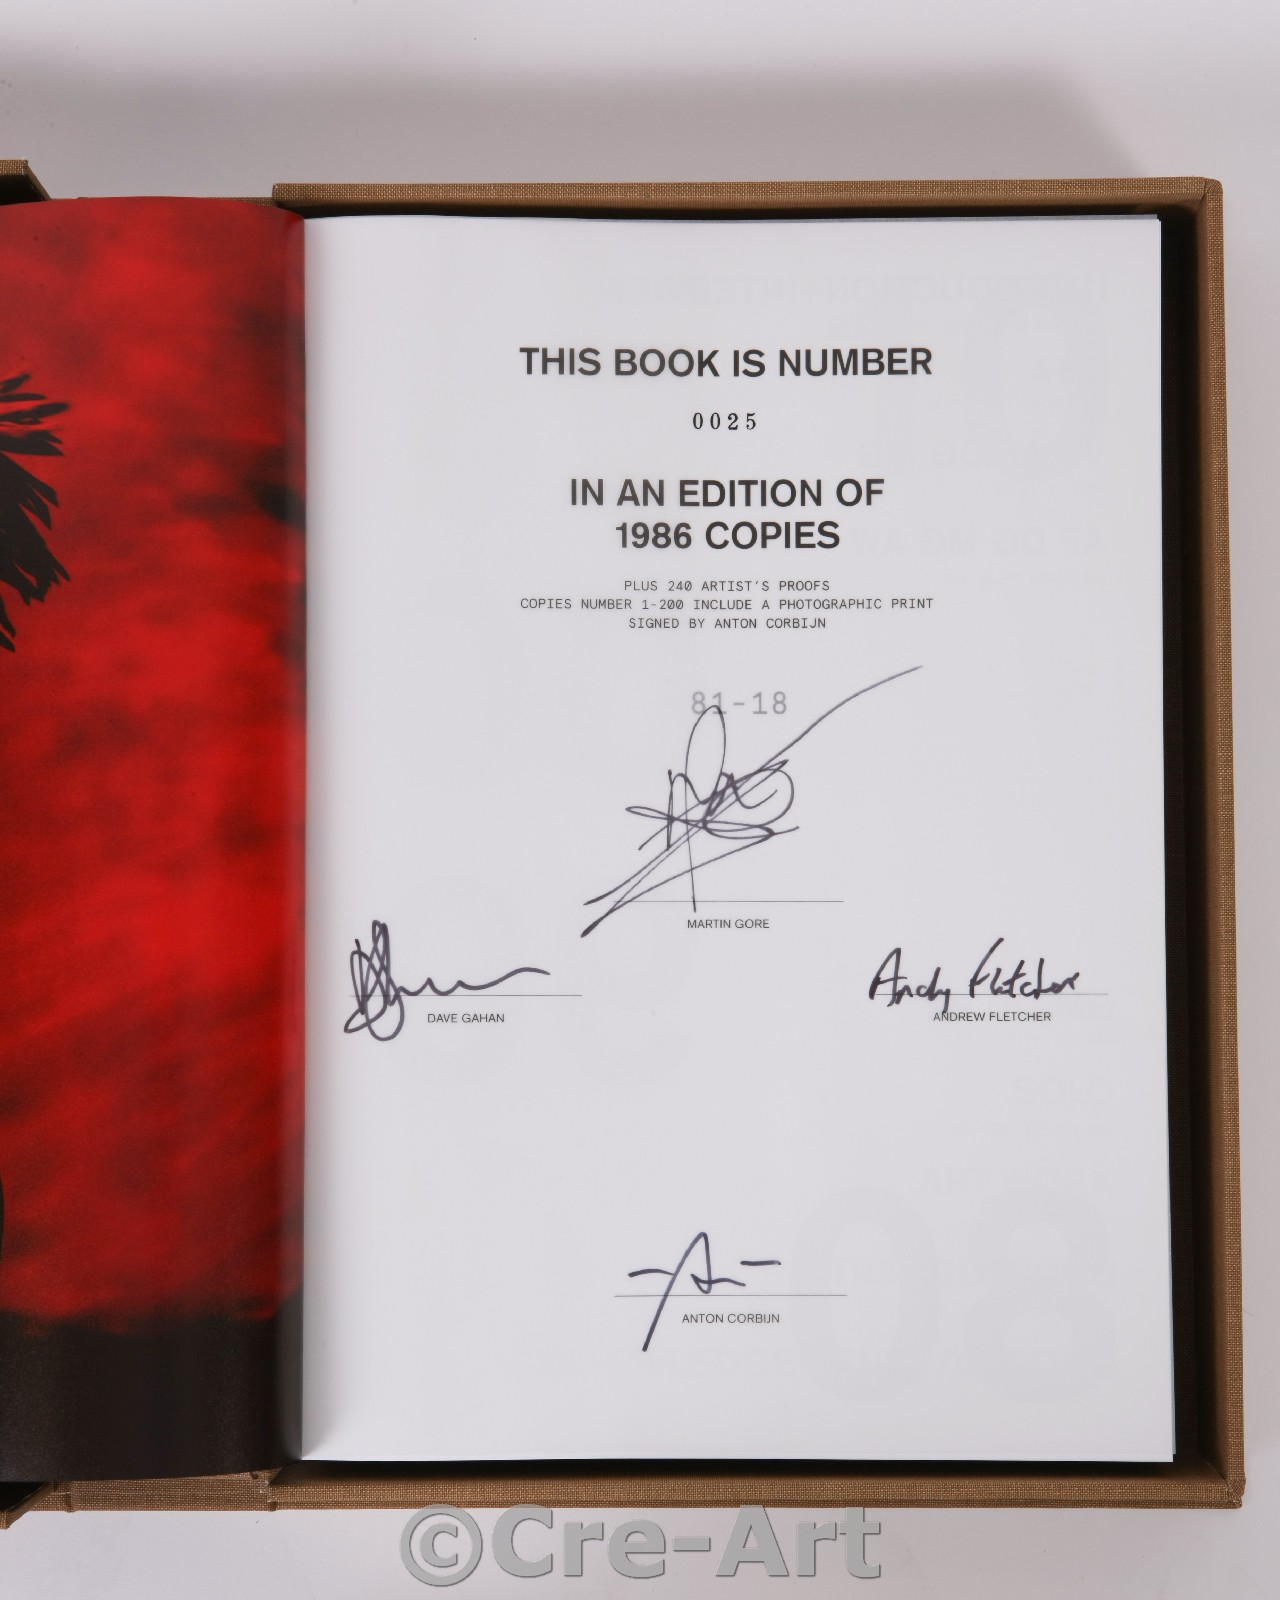 THIS BOOK IS NUMBER
0025
IN AN EDITION OF
1986 COPIES
PLUS 240 ARTIST'S PROOFS
COPIES NUMBER 1-200 INCLUDE A PHOTOGRAPHIC PRINT
SIGNED BY ANTON CORBIJN
81-18
MARTIN GORE
DAVE GAHAN
Andy Fletcher
ANDREW FLETCHER
ANTON CORBIJN
©Cre-Art